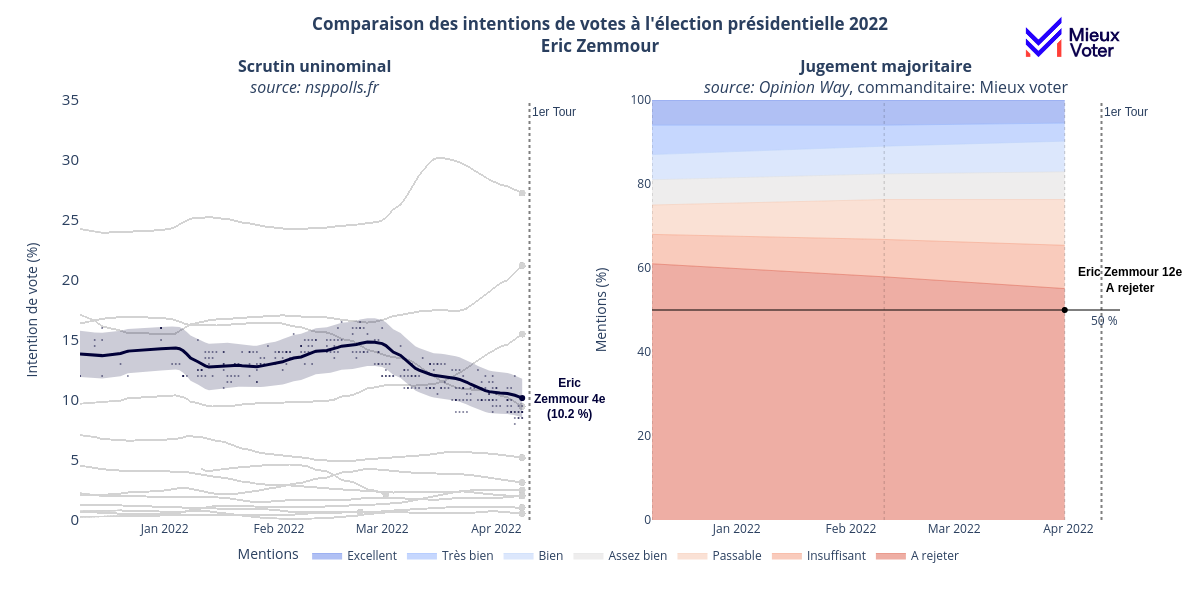 Comparaison des intentions de votes à l'élection présidentielle 2022
Eric Zemmour
Mieux
Voter
Scrutin uninominal
source: nsppolls.fr
Jugement majoritaire
source: Opinion Way, commanditaire: Mieux voter
35
30
25
20
15
10
5
0
Intention de vote (%)
1er Tour
Eric
Zemmour 4e
(10.2 %)
Jan 2022
Feb 2022
Mar 2022
Apr 2022
100
80
60
40
20
0
Mentions (%)
1er Tour
Eric Zemmour 12e
A rejeter
50 %
Jan 2022
Feb 2022
Mar 2022
Apr 2022
Mentions
Excellent
Très bien
Bien
Assez bien
Passable
Insuffisant
A rejeter